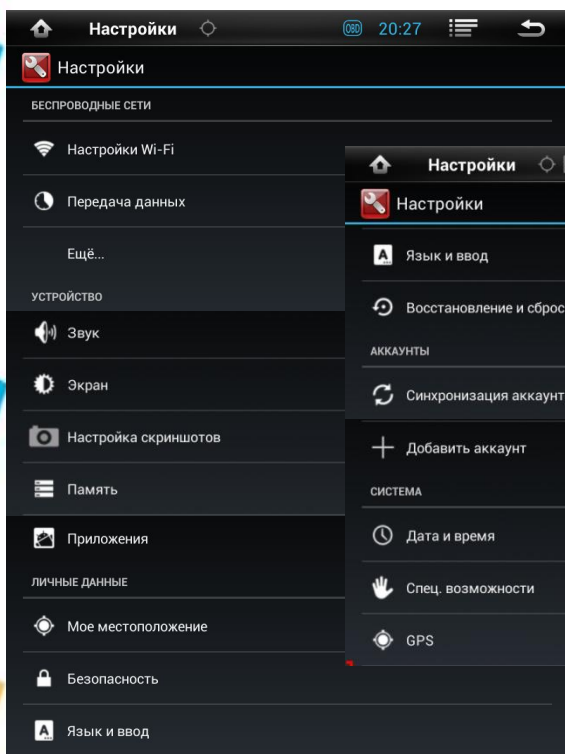 Настройки
OBD 20:27
Настройки
БЕСПРОВОДНЫЕ СЕТИ
Настройки Wi-Fi
Передача данных
Ещё...
УСТРОЙСТВО
Звук
Экран
Настройка скриншотов
Память
Приложения
ЛИЧНЫЕ ДАННЫЕ
Мое местоположение
Безопасность
Язык и ввод
Настройки
Настройки
Язык и ввод
Восстановление и сброс
АККАУНТЫ
Синхронизация аккаунт
Добавить аккаунт
СИСТЕМА
Дата и время
Спец. возможности
GPS